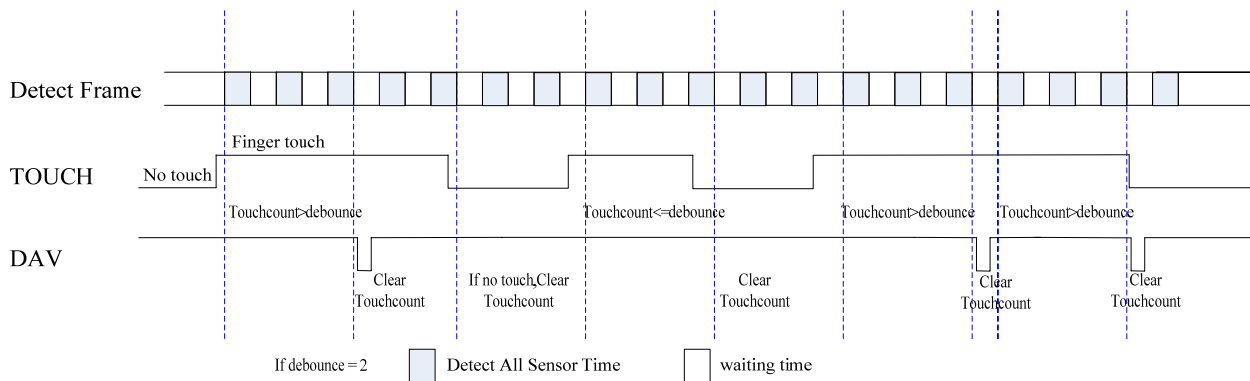 Detect Frame
Finger touch
TOUCH
No touch
Touchcount>debounce
Touchcount<=debounce
Touchcount>debounce
Touchcount>debounce
DAV
Clear
Touchcount
If no touch,Clear
Touchcount
Clear
Touchcount
Clear
Touchcount
Clear
Touchcount
If debounce = 2
Detect All Sensor Time
waiting time